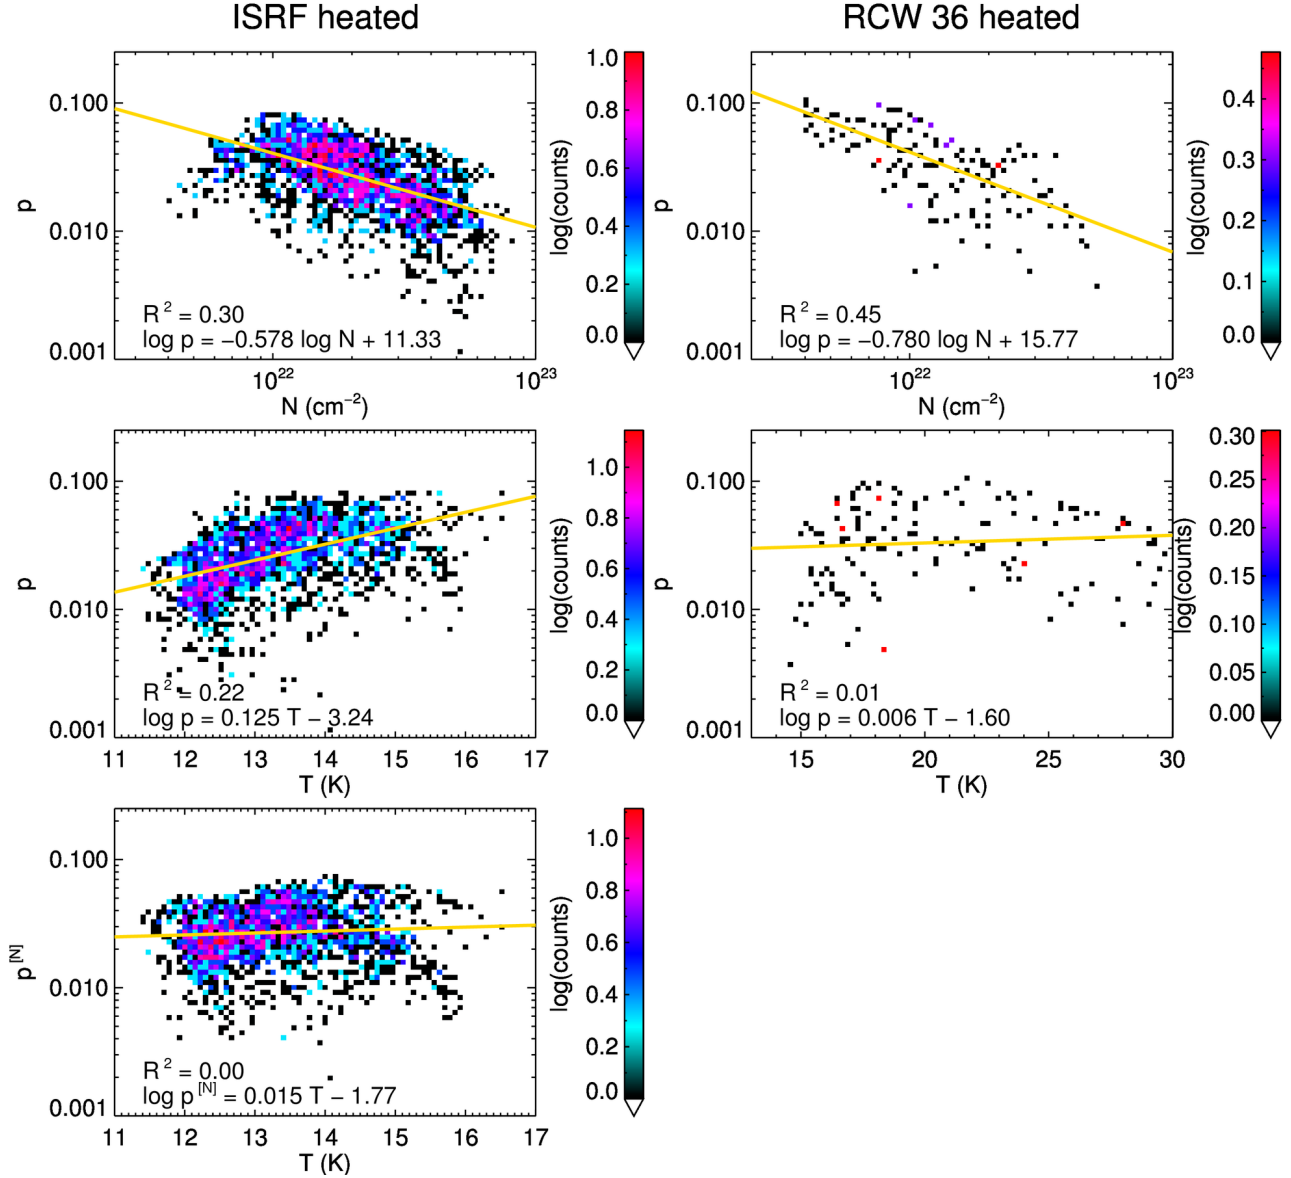 ISRF heated
RCW 36 heated
0.100
0.010
0.001
p
R² = 0.30
log p = −0.578 log N + 11.33
10²²
10²³
N (cm⁻²)
1.0
0.8
0.6
0.4
0.2
0.0
log(counts)
0.100
0.010
0.001
p
R² = 0.45
log p = −0.780 log N + 15.77
10²²
10²³
N (cm⁻²)
0.4
0.3
0.2
0.1
0.0
log(counts)
0.100
0.010
0.001
p
R² = 0.22
log p = 0.125 T − 3.24
11 12 13 14 15 16 17
T (K)
1.0
0.8
0.6
0.4
0.2
0.0
log(counts)
0.100
0.010
0.001
p
R² = 0.01
log p = 0.006 T − 1.60
15 20 25 30
T (K)
0.30
0.25
0.20
0.15
0.10
0.05
0.00
log(counts)
0.100
0.010
0.001
p[N]
R² = 0.00
log p[N] = 0.015 T − 1.77
11 12 13 14 15 16 17
T (K)
1.0
0.8
0.6
0.4
0.2
0.0
log(counts)